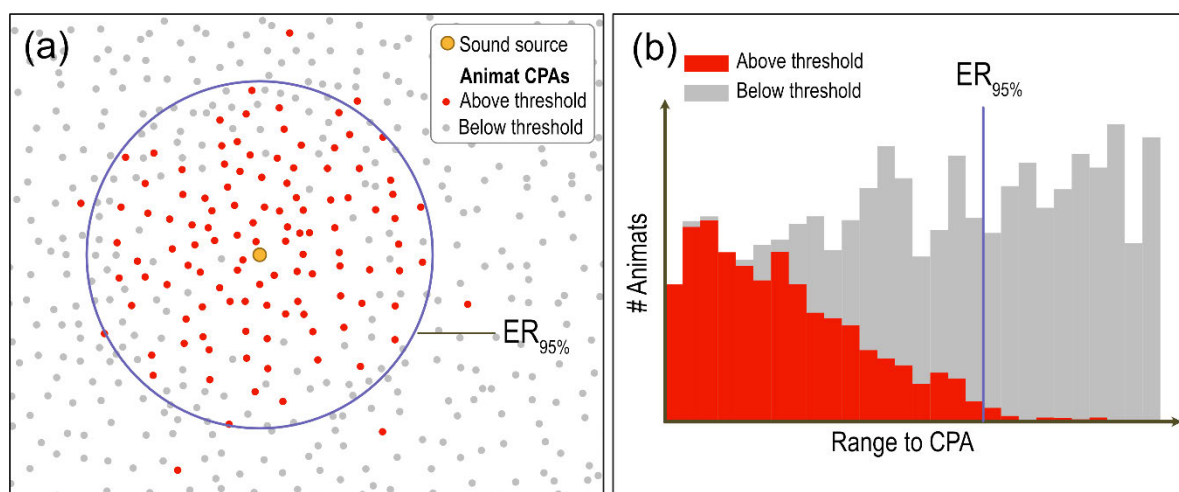 (a)
Sound source
Animat CPAs
Above threshold
Below threshold
ER95%
(b)
Above threshold
Below threshold
ER95%
# Animats
Range to CPA